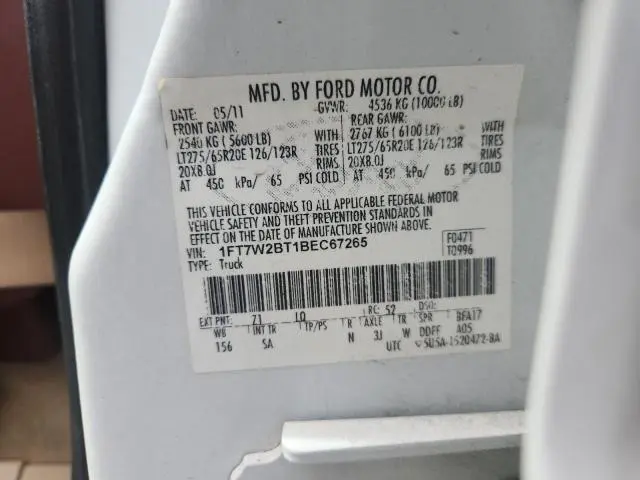 MFD. BY FORD MOTOR CO.
DATE: 05/11 GVWR: 4536 KG (10000 LB)
FRONT GAWR: REAR GAWR:
2540 KG (5600 LB) WITH 2767 KG (6100 LB) WITH
LT275/65R20E 126/123R TIRES LT275/65R20E 126/123R TIRES
20X8.0J RIMS 20X8.0J RIMS
AT 450 kPa/ 65 PSI COLD AT 450 kPa/ 65 PSI COLD
THIS VEHICLE CONFORMS TO ALL APPLICABLE FEDERAL MOTOR
VEHICLE SAFETY AND THEFT PREVENTION STANDARDS IN
EFFECT ON THE DATE OF MANUFACTURE SHOWN ABOVE.
VIN: 1FT7W2BT1BEC67265 F0471
TYPE: Truck T0996
EXT PNT: Z1 LQ RC: 52 DSO:
WB INT TR TP/PS R AXLE TR SPR BFA17
156 SA N 3J W DDFF A05
UTC 5U5A-1520472-BA